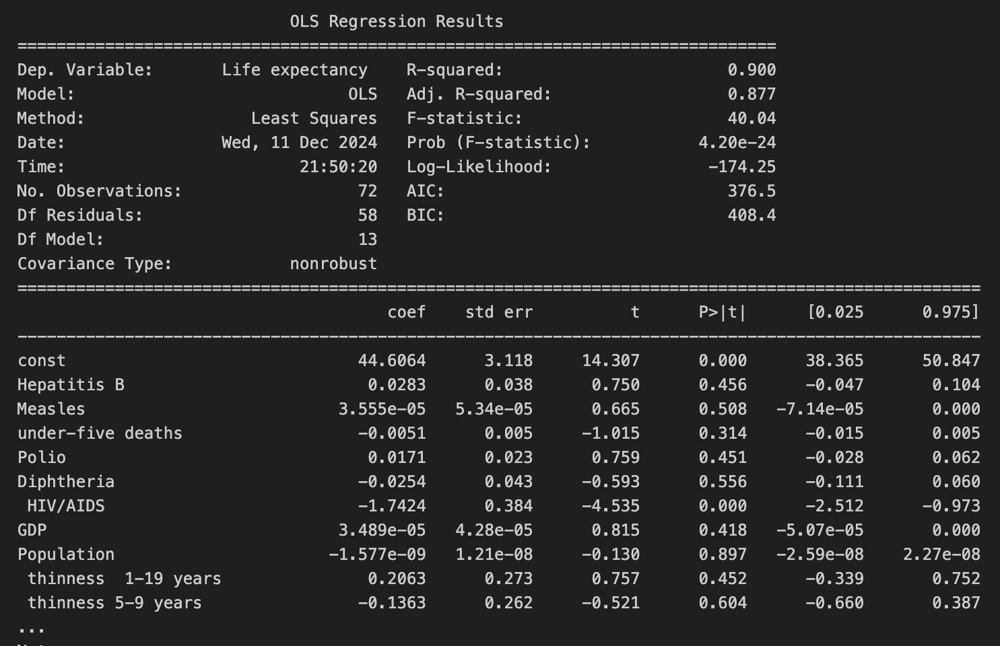 OLS Regression Results
==============================================================================
Dep. Variable: Life expectancy R-squared: 0.900
Model: OLS Adj. R-squared: 0.877
Method: Least Squares F-statistic: 40.04
Date: Wed, 11 Dec 2024 Prob (F-statistic): 4.20e-24
Time: 21:50:20 Log-Likelihood: -174.25
No. Observations: 72 AIC: 376.5
Df Residuals: 58 BIC: 408.4
Df Model: 13
Covariance Type: nonrobust
===================================================================================================
coef std err t P>|t| [0.025 0.975]
---------------------------------------------------------------------------------------------------
const 44.6064 3.118 14.307 0.000 38.365 50.847
Hepatitis B 0.0283 0.038 0.750 0.456 -0.047 0.104
Measles 3.555e-05 5.34e-05 0.665 0.508 -7.14e-05 0.000
under-five deaths -0.0051 0.005 -1.015 0.314 -0.015 0.005
Polio 0.0171 0.023 0.759 0.451 -0.028 0.062
Diphtheria -0.0254 0.043 -0.593 0.556 -0.111 0.060
HIV/AIDS -1.7424 0.384 -4.535 0.000 -2.512 -0.973
GDP 3.489e-05 4.28e-05 0.815 0.418 -5.07e-05 0.000
Population -1.577e-09 1.21e-08 -0.130 0.897 -2.59e-08 2.27e-08
thinness  1-19 years 0.2063 0.273 0.757 0.452 -0.339 0.752
thinness 5-9 years -0.1363 0.262 -0.521 0.604 -0.660 0.387
...